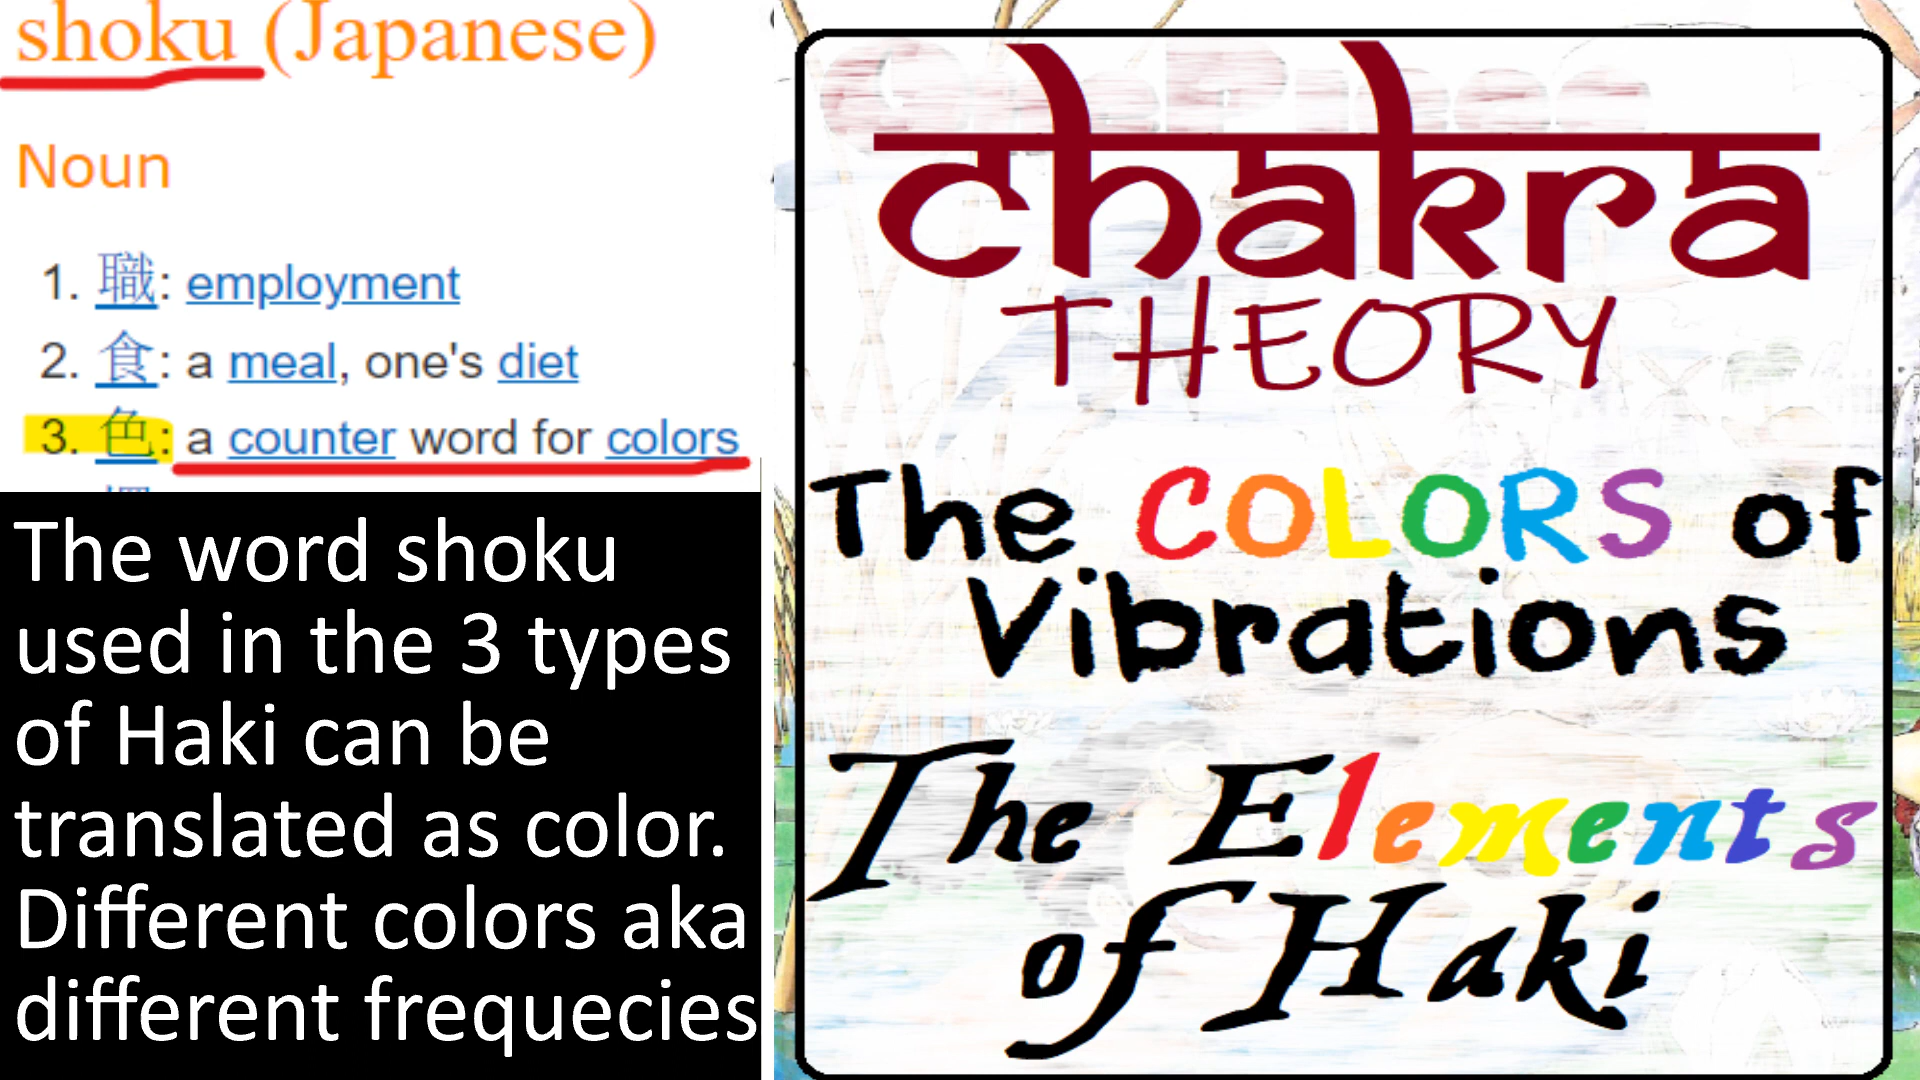 shoku (Japanese)
Noun
1. 職: employment
2. 食: a meal, one's diet
3. 色: a counter word for colors
The word shoku
used in the 3 types
of Haki can be
translated as color.
Different colors aka
different frequecies
One Piece
chakra
THEORY
The COLORS of
Vibrations
The Elements
of Haki